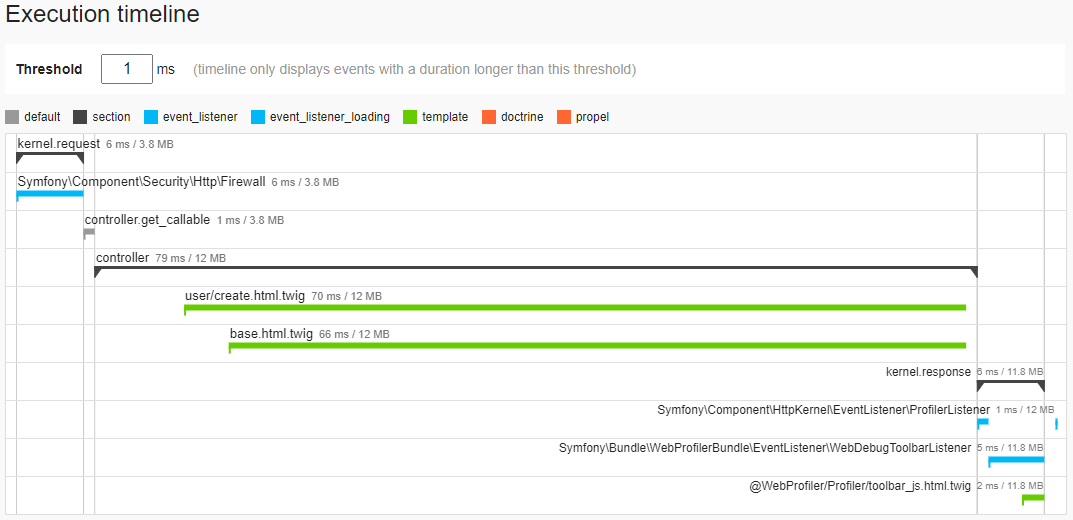 Execution timeline
Threshold 1 ms (timeline only displays events with a duration longer than this threshold)
default section event_listener event_listener_loading template doctrine propel
kernel.request 6 ms / 3.8 MB
Symfony\Component\Security\Http\Firewall 6 ms / 3.8 MB
controller.get_callable 1 ms / 3.8 MB
controller 79 ms / 12 MB
user/create.html.twig 70 ms / 12 MB
base.html.twig 66 ms / 12 MB
kernel.response 6 ms / 11.8 MB
Symfony\Component\HttpKernel\EventListener\ProfilerListener 1 ms / 12 MB
Symfony\Bundle\WebProfilerBundle\EventListener\WebDebugToolbarListener 5 ms / 11.8 MB
@WebProfiler/Profiler/toolbar_js.html.twig 2 ms / 11.8 MB